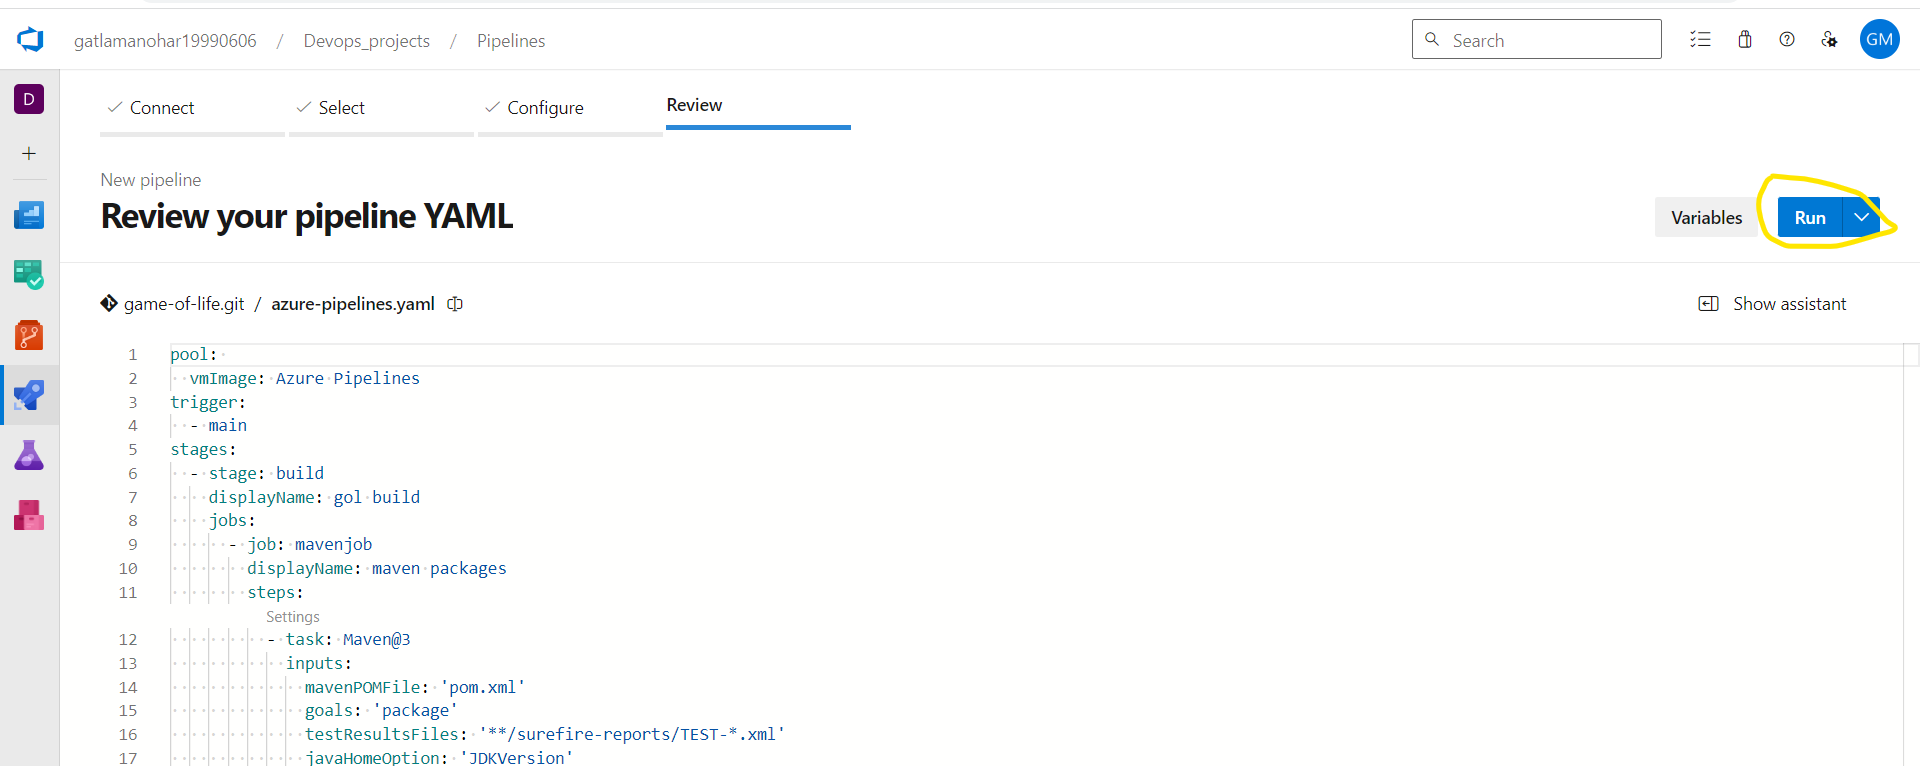 gatlamanohar19990606 / Devops_projects / Pipelines
Search
GM
D
Connect
Select
Configure
Review
New pipeline
Review your pipeline YAML
Variables
Run
game-of-life.git / azure-pipelines.yaml
Show assistant
1 pool:
2 vmImage: Azure Pipelines
3 trigger:
4 - main
5 stages:
6 - stage: build
7 displayName: gol build
8 jobs:
9 - job: mavenjob
10 displayName: maven packages
11 steps:
Settings
12 - task: Maven@3
13 inputs:
14 mavenPOMFile: 'pom.xml'
15 goals: 'package'
16 testResultsFiles: '**/surefire-reports/TEST-*.xml'
17 javaHomeOption: 'JDKVersion'